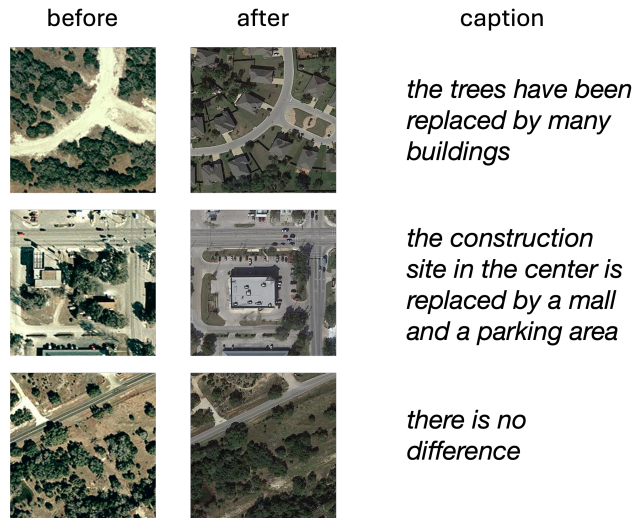 before after caption
the trees have been
replaced by many
buildings
the construction
site in the center is
replaced by a mall
and a parking area
there is no
difference